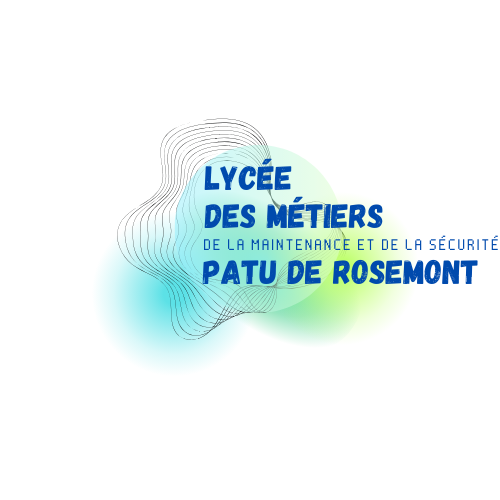 LYCÉE
DES MÉTIERS
DE LA MAINTENANCE ET DE LA SÉCURITÉ
PATU DE ROSEMONT